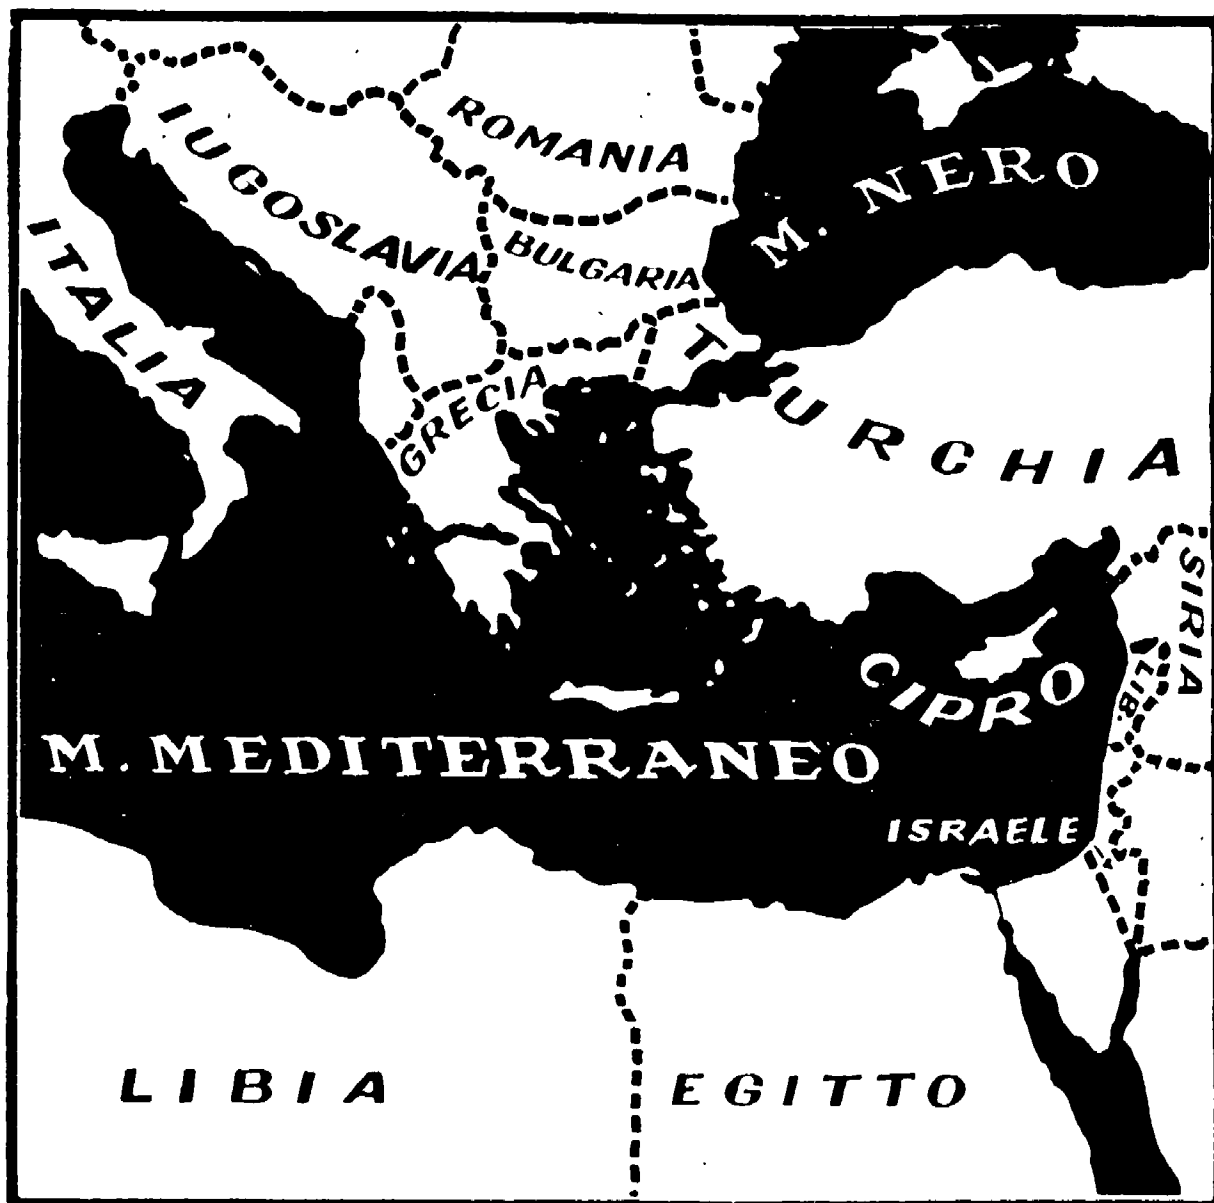 ROMANIA
IUGOSLAVIA
M. NERO
ITALIA
BULGARIA
TURCHIA
GRECIA
SIRIA
CIPRO
LIB.
M. MEDITERRANEO
ISRAELE
LIBIA
EGITTO